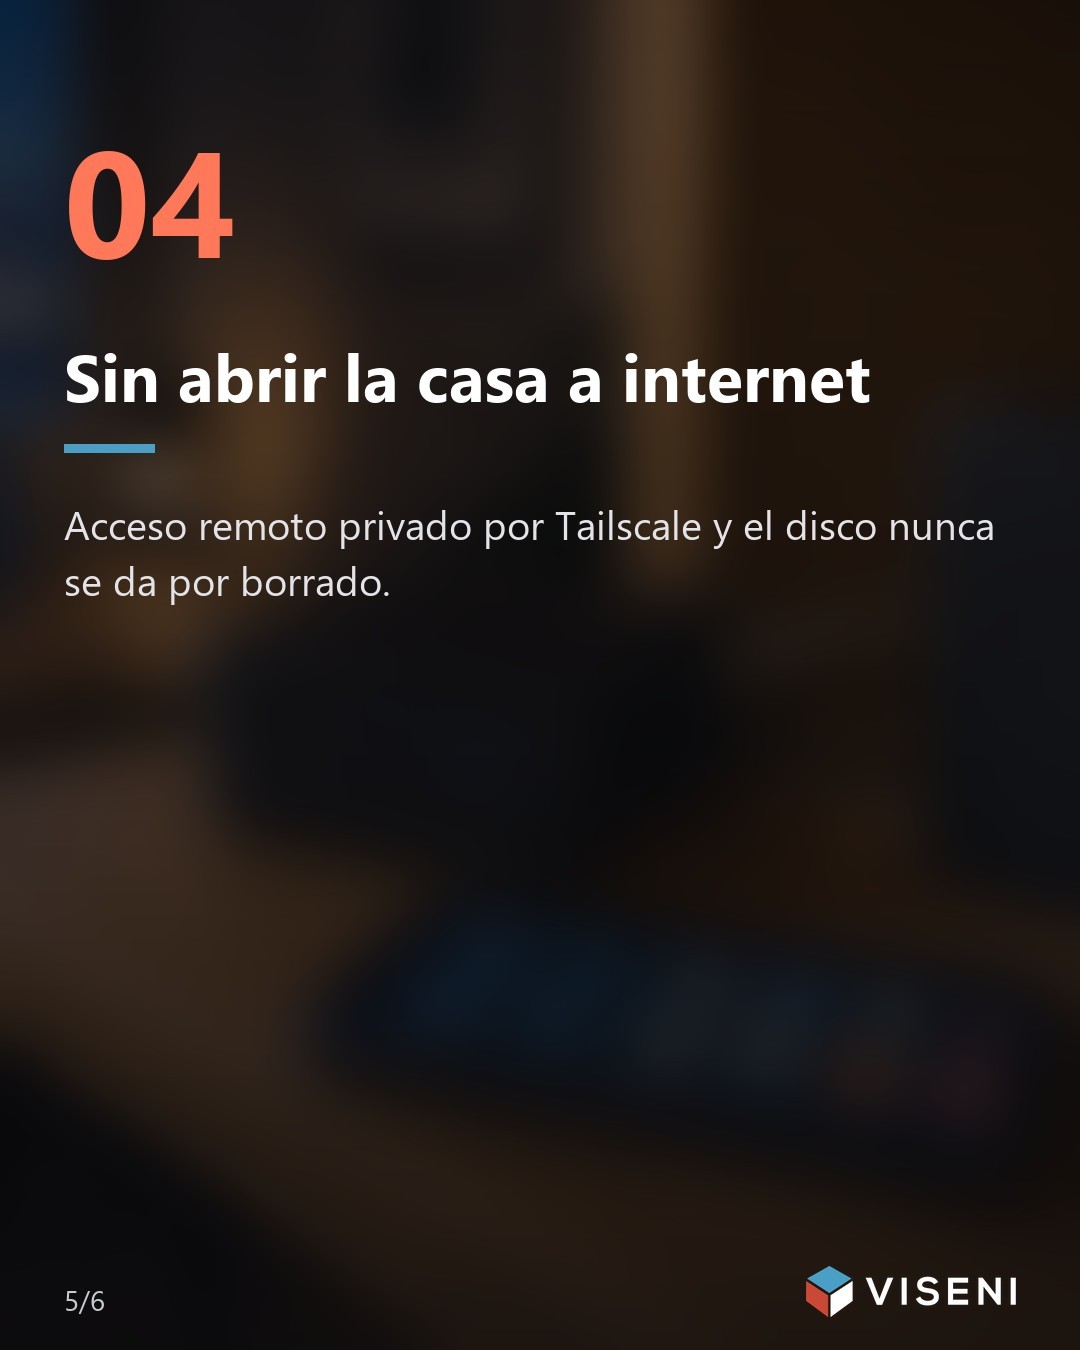 04
Sin abrir la casa a internet
Acceso remoto privado por Tailscale y el disco nunca
se da por borrado.
5/6
VISENI